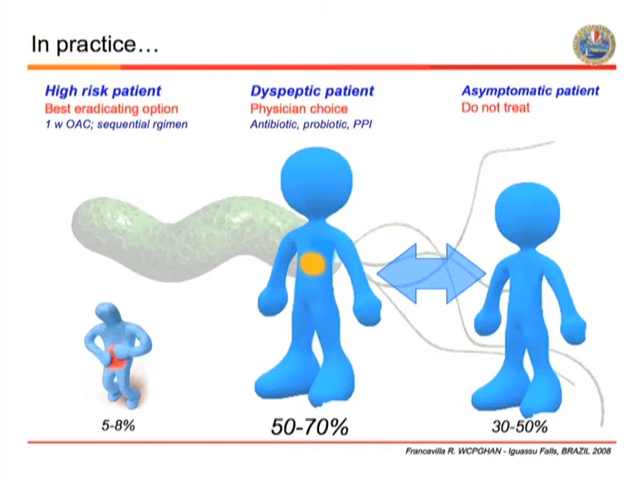 In practice…
High risk patient
Best eradicating option
1 w OAC; sequential rgimen
Dyspeptic patient
Physician choice
Antibiotic, probiotic, PPI
Asymptomatic patient
Do not treat
5-8%
50-70%
30-50%
Francavilla R. WCPGHAN - Iguassu Falls, BRAZIL 2008